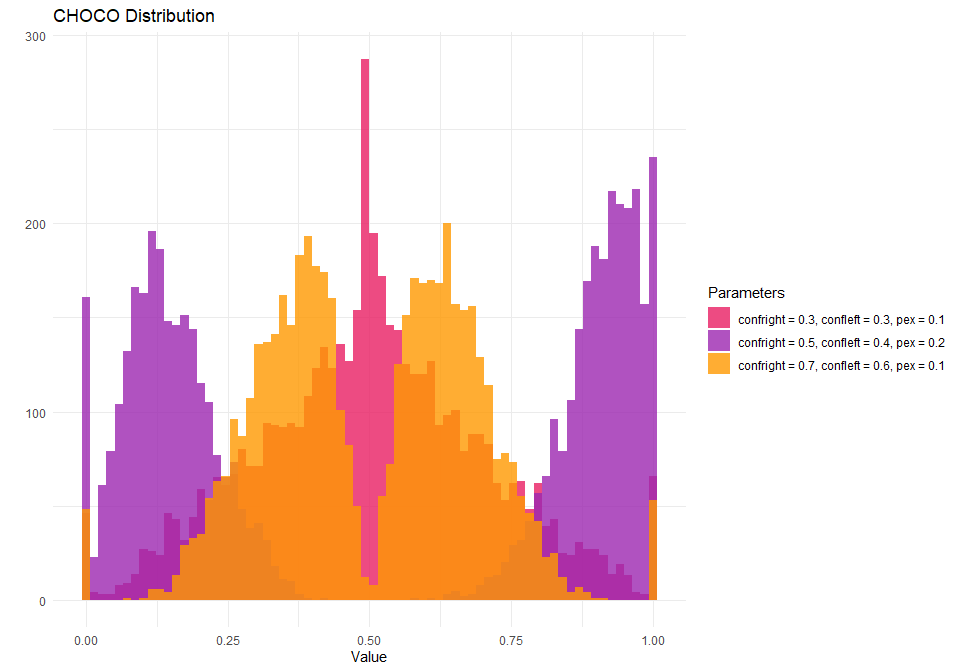 CHOCO Distribution
300
200
100
0
0.00 0.25 0.50 0.75 1.00
Value
Parameters
confright = 0.3, confleft = 0.3, pex = 0.1
confright = 0.5, confleft = 0.4, pex = 0.2
confright = 0.7, confleft = 0.6, pex = 0.1